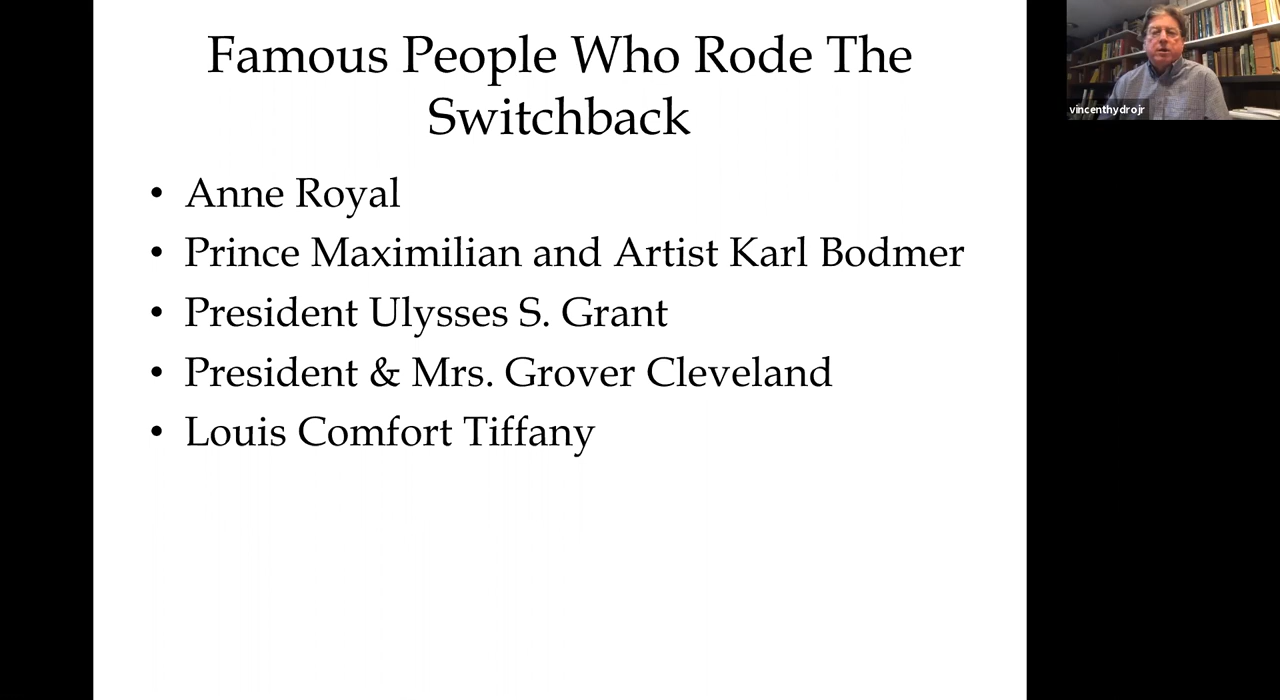 Famous People Who Rode The
Switchback
• Anne Royal
• Prince Maximilian and Artist Karl Bodmer
• President Ulysses S. Grant
• President & Mrs. Grover Cleveland
• Louis Comfort Tiffany
vincenthydrojr